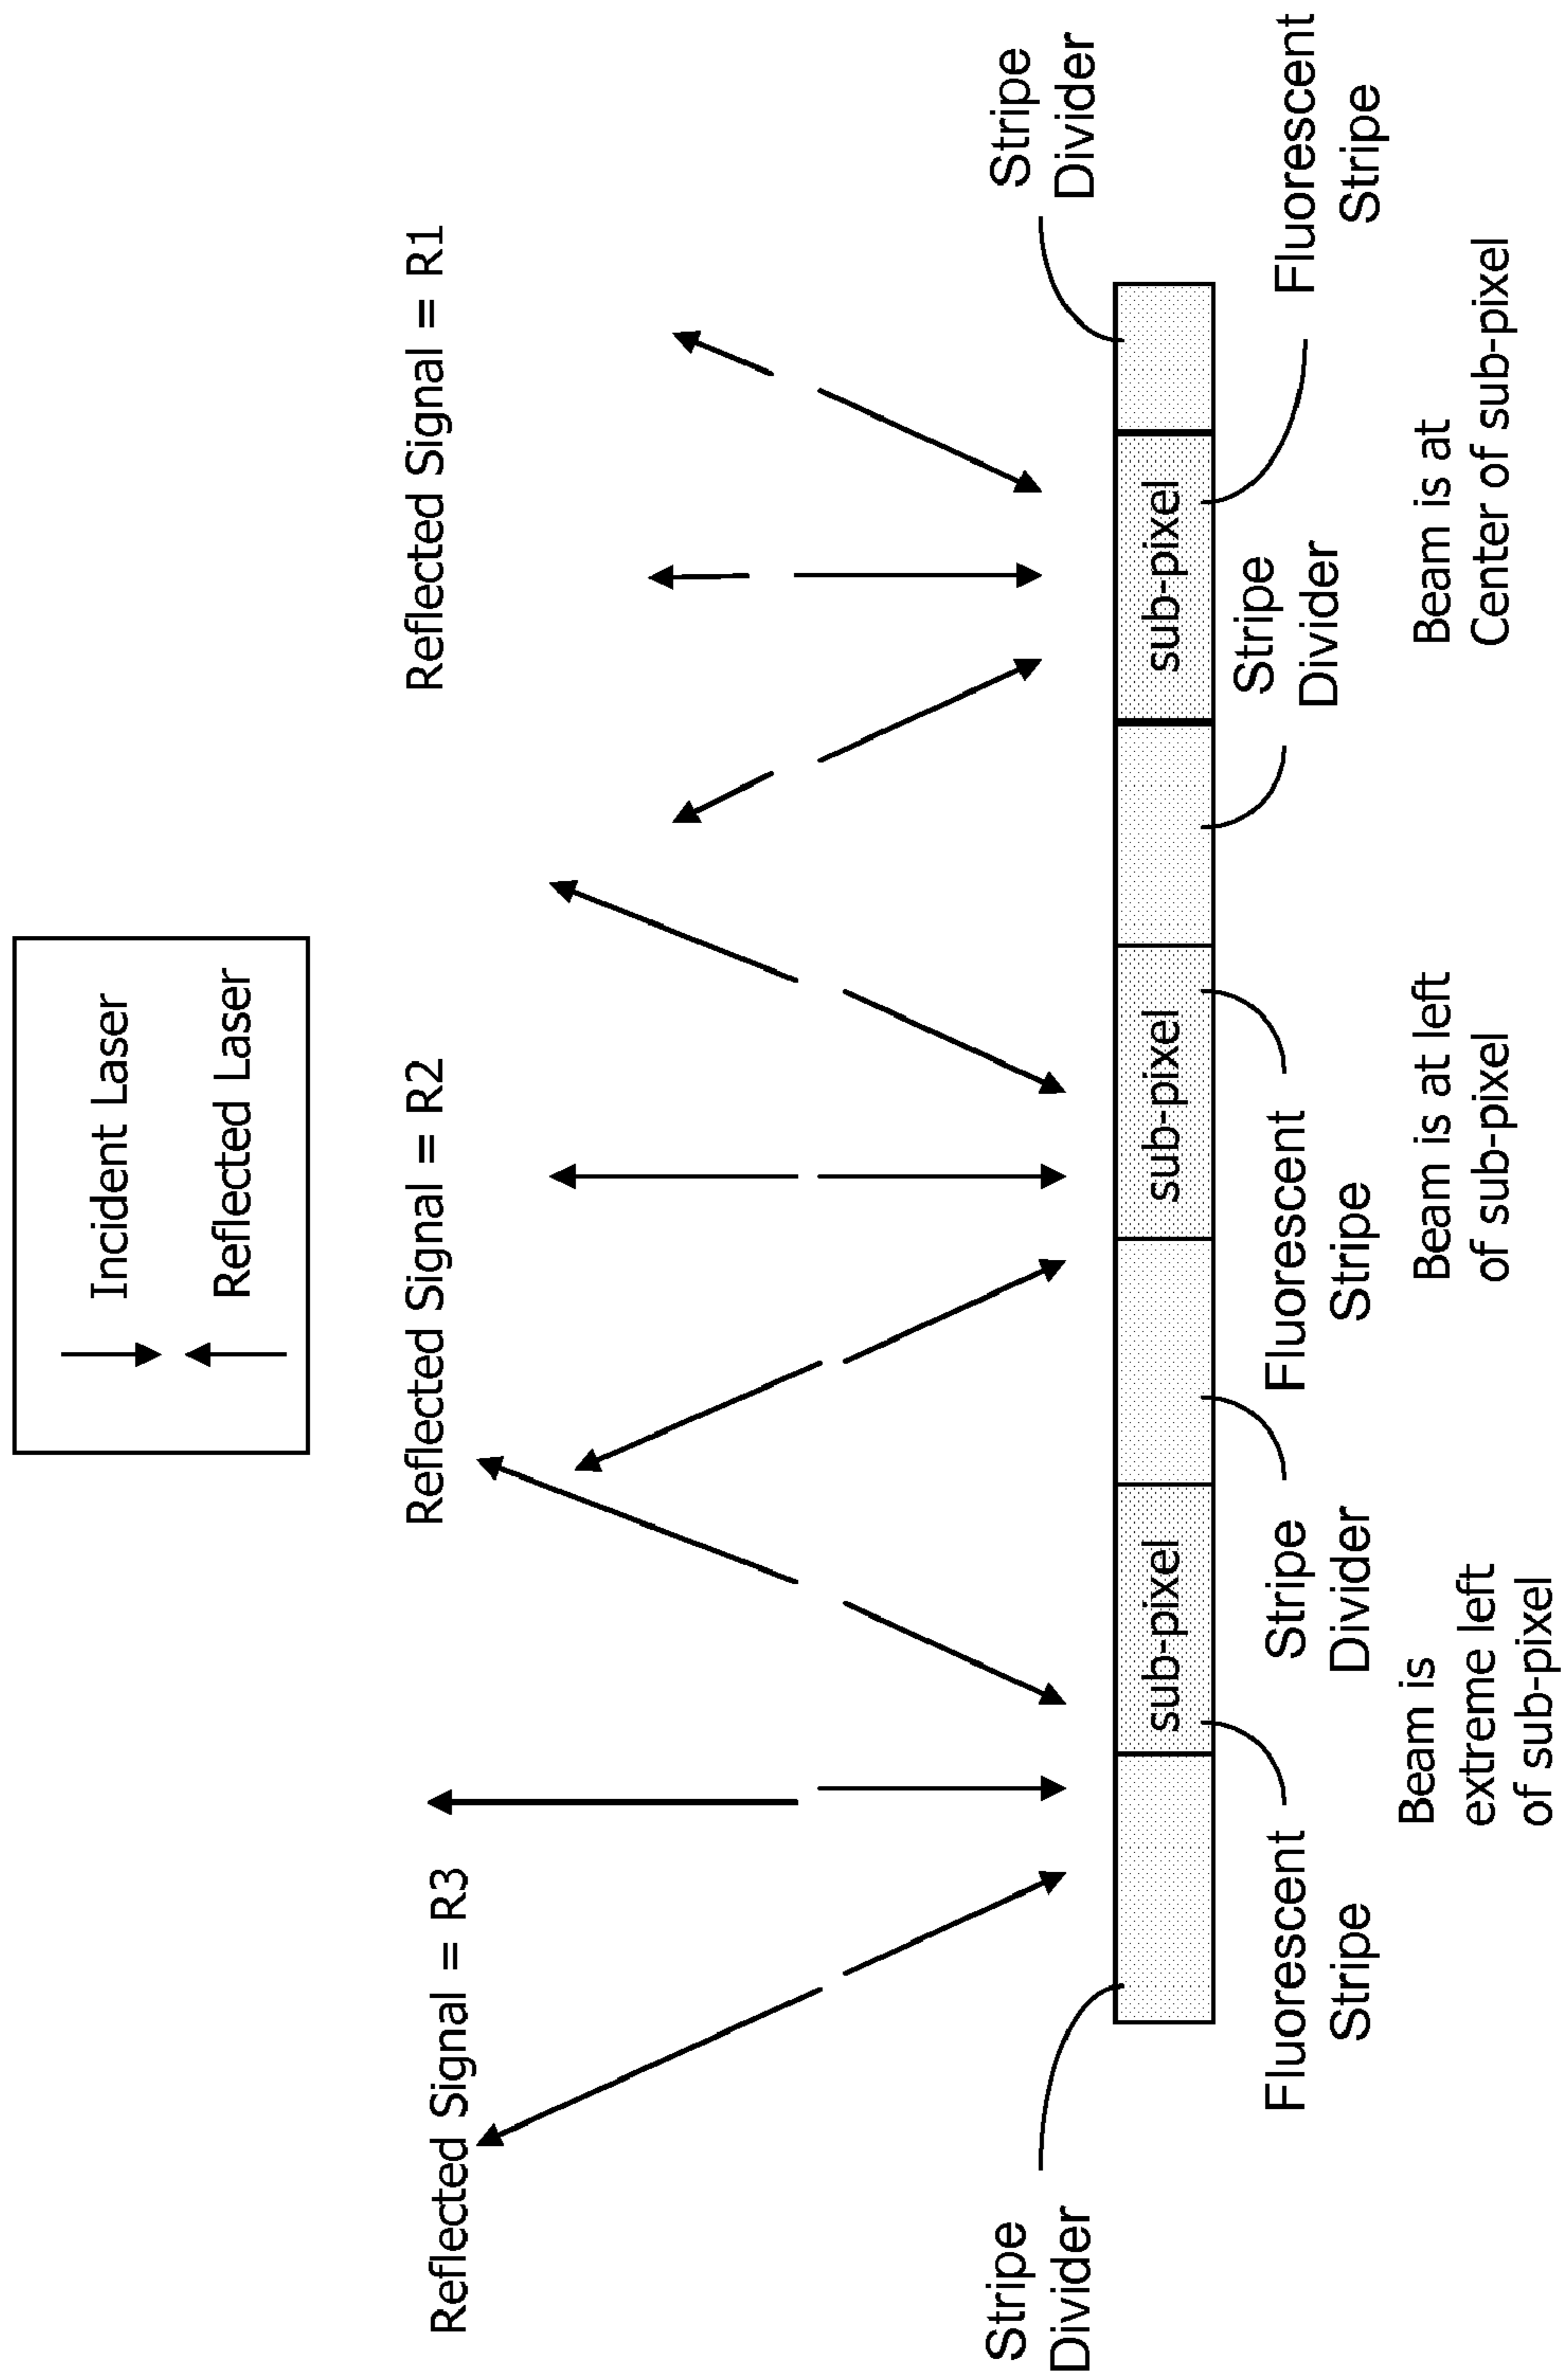 Incident Laser
Reflected Laser
Reflected Signal = R3
Reflected Signal = R2
Reflected Signal = R1
Stripe
Divider
Stripe
Divider
sub-pixel
sub-pixel
sub-pixel
Fluorescent
Stripe
Stripe
Divider
Fluorescent
Stripe
Stripe
Divider
Fluorescent
Stripe
Beam is
extreme left
of sub-pixel
Beam is at left
of sub-pixel
Beam is at
Center of sub-pixel